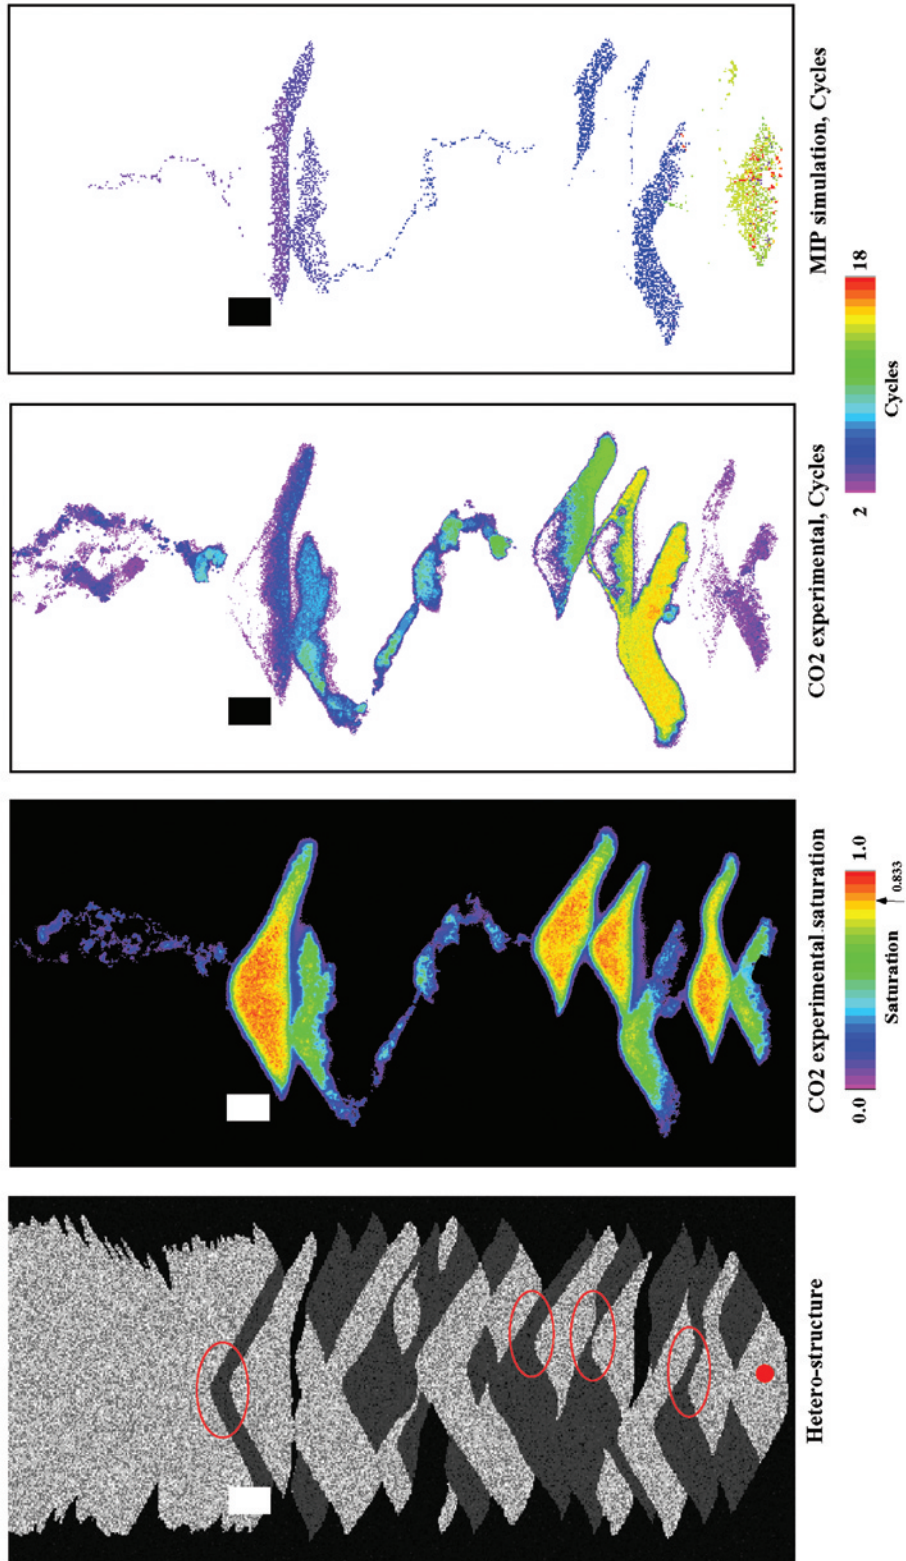 Hetero-structure
CO2 experimental.saturation
0.0
1.0
0.833
Saturation
CO2 experimental, Cycles
MIP simulation, Cycles
2
18
Cycles